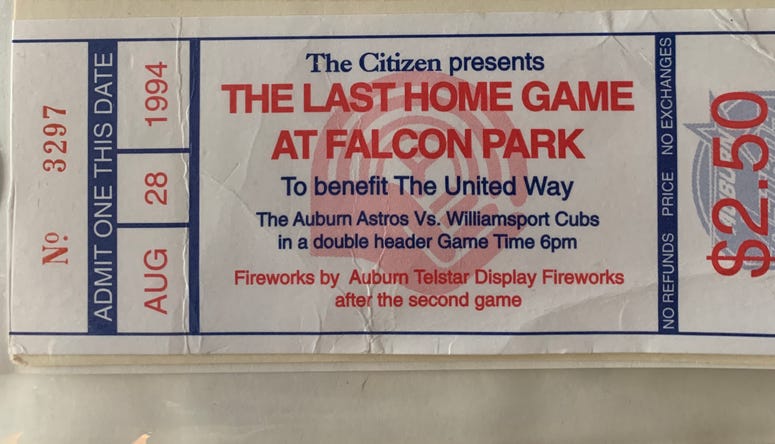 Nº 3297
ADMIT ONE THIS DATE
AUG 28 1994
The Citizen presents
THE LAST HOME GAME
AT FALCON PARK
To benefit The United Way
The Auburn Astros Vs. Williamsport Cubs
in a double header Game Time 6pm
Fireworks by Auburn Telstar Display Fireworks
after the second game
NO REFUNDS PRICE NO EXCHANGES
$2.50